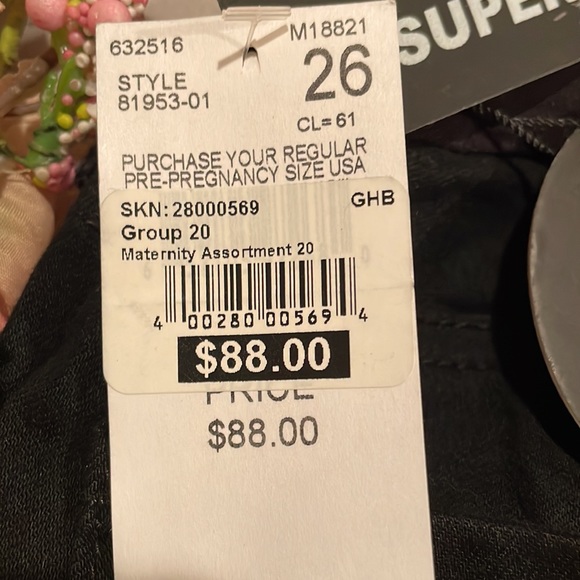 632516
M18821
26
STYLE
81953-01
CL= 61
PURCHASE YOUR REGULAR
PRE-PREGNANCY SIZE USA
SKN: 28000569
GHB
Group 20
Maternity Assortment 20
4 00280 00569 4
$88.00
PRICE
$88.00